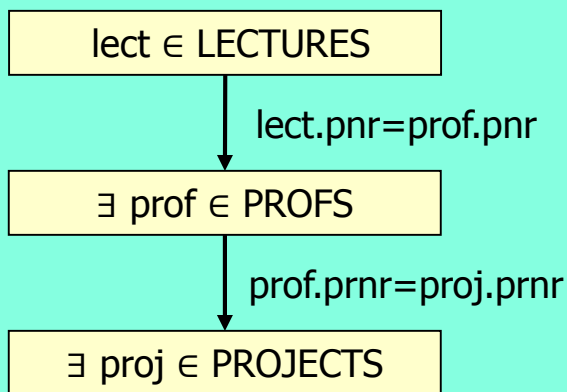 lect ∈ LECTURES
lect.pnr=prof.pnr
∃ prof ∈ PROFS
prof.prnr=proj.prnr
∃ proj ∈ PROJECTS